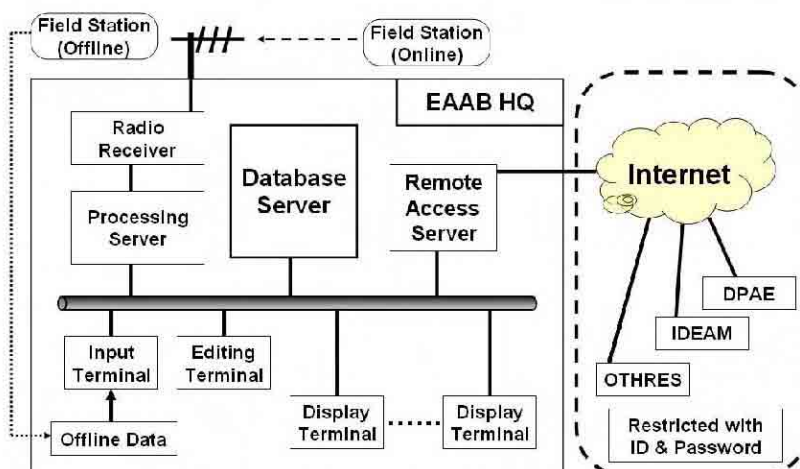 Field Station
(Offline)
Field Station
(Online)
EAAB HQ
Radio
Receiver
Database
Server
Remote
Access
Server
Processing
Server
Internet
DPAE
IDEAM
OTHRES
Input
Terminal
Editing
Terminal
Display
Terminal
Display
Terminal
Offline Data
Restricted with
ID & Password